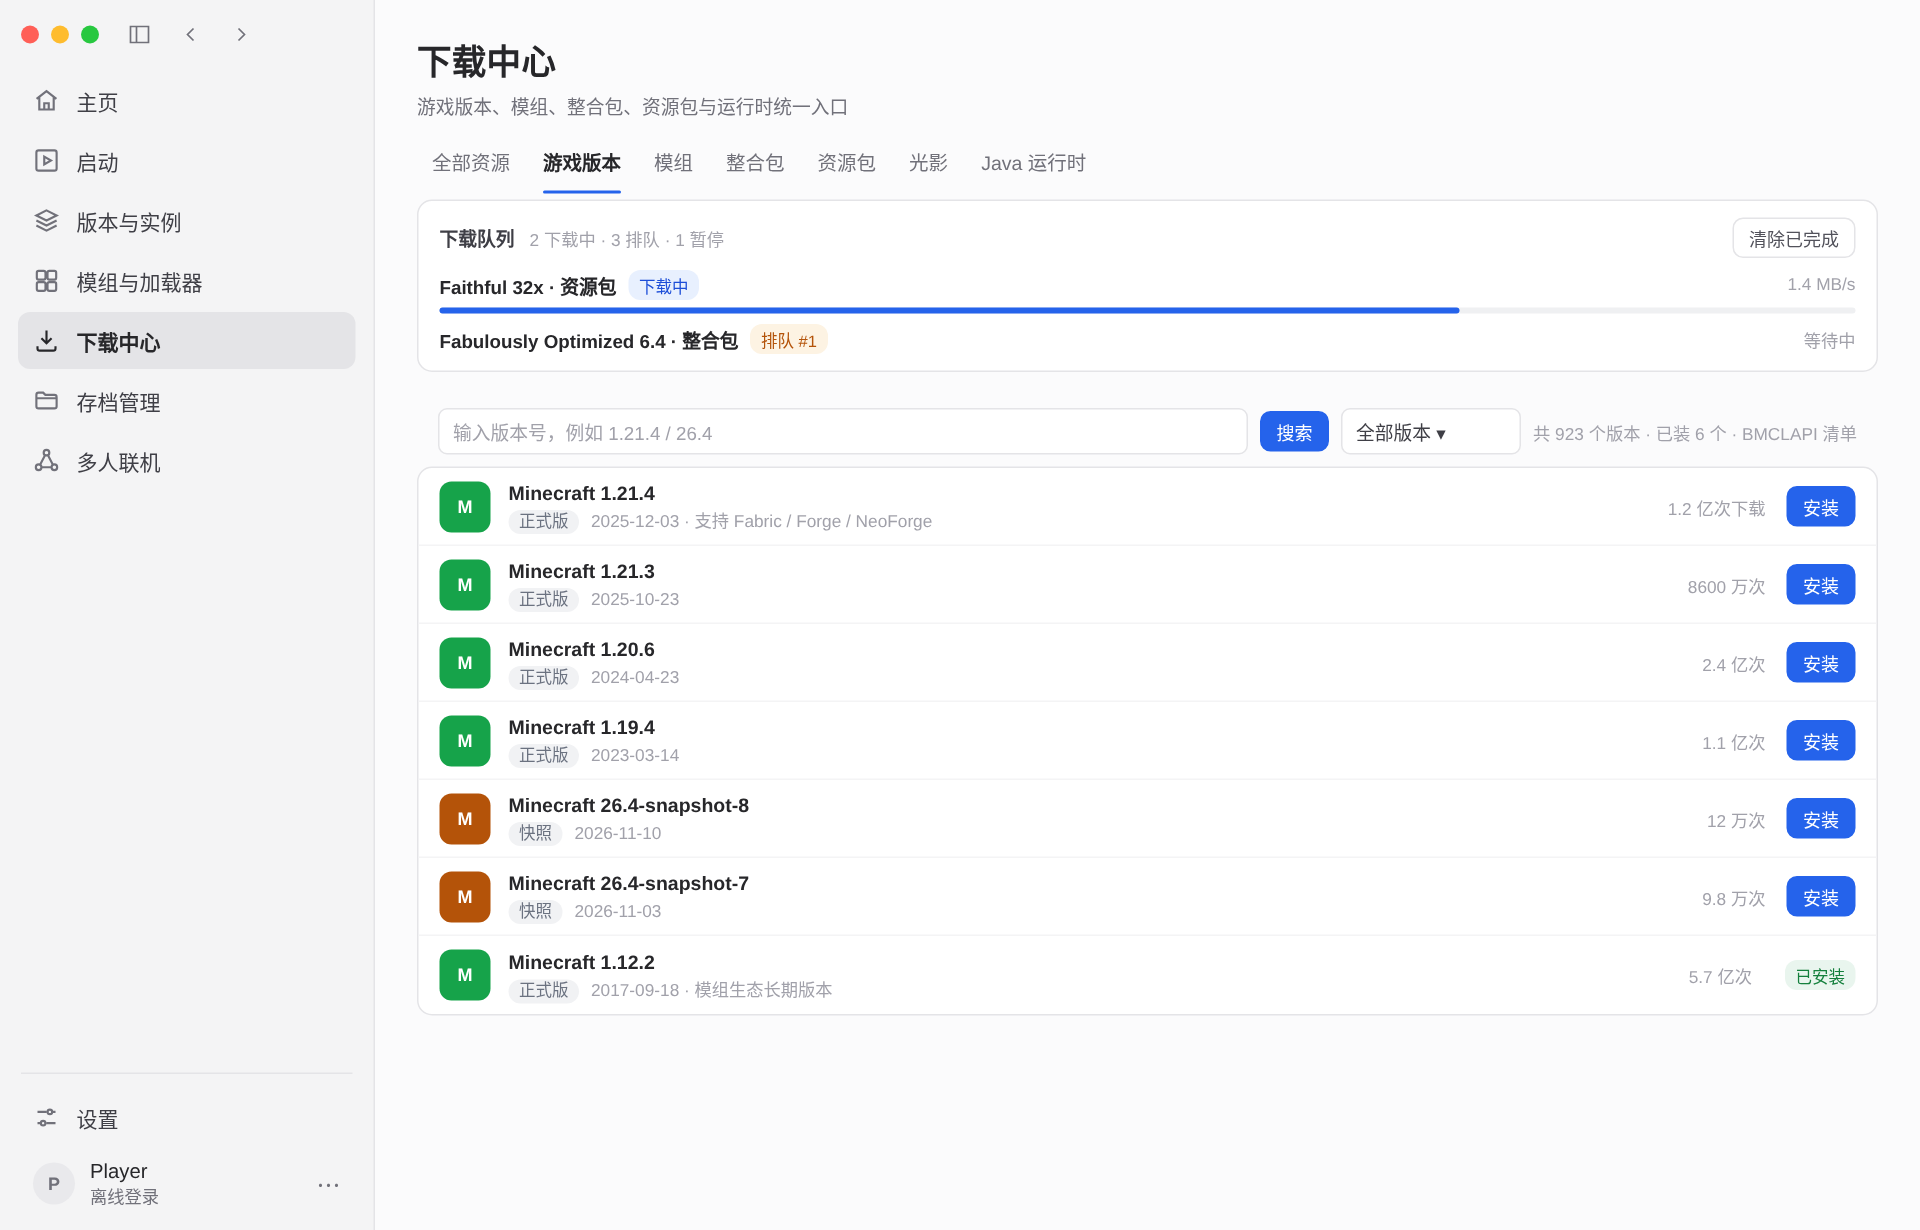 主页
启动
版本与实例
模组与加载器
下载中心
存档管理
多人联机
设置
P
Player
离线登录
下载中心
游戏版本、模组、整合包、资源包与运行时统一入口
全部资源 游戏版本 模组 整合包 资源包 光影 Java 运行时
下载队列 2 下载中 · 3 排队 · 1 暂停 清除已完成
Faithful 32x · 资源包 下载中 1.4 MB/s
Fabulously Optimized 6.4 · 整合包 排队 #1 等待中
输入版本号，例如 1.21.4 / 26.4 搜索 全部版本 ▾ 共 923 个版本 · 已装 6 个 · BMCLAPI 清单
M
Minecraft 1.21.4
正式版 2025-12-03 · 支持 Fabric / Forge / NeoForge
1.2 亿次下载 安装
M
Minecraft 1.21.3
正式版 2025-10-23
8600 万次 安装
M
Minecraft 1.20.6
正式版 2024-04-23
2.4 亿次 安装
M
Minecraft 1.19.4
正式版 2023-03-14
1.1 亿次 安装
M
Minecraft 26.4-snapshot-8
快照 2026-11-10
12 万次 安装
M
Minecraft 26.4-snapshot-7
快照 2026-11-03
9.8 万次 安装
M
Minecraft 1.12.2
正式版 2017-09-18 · 模组生态长期版本
5.7 亿次 已安装